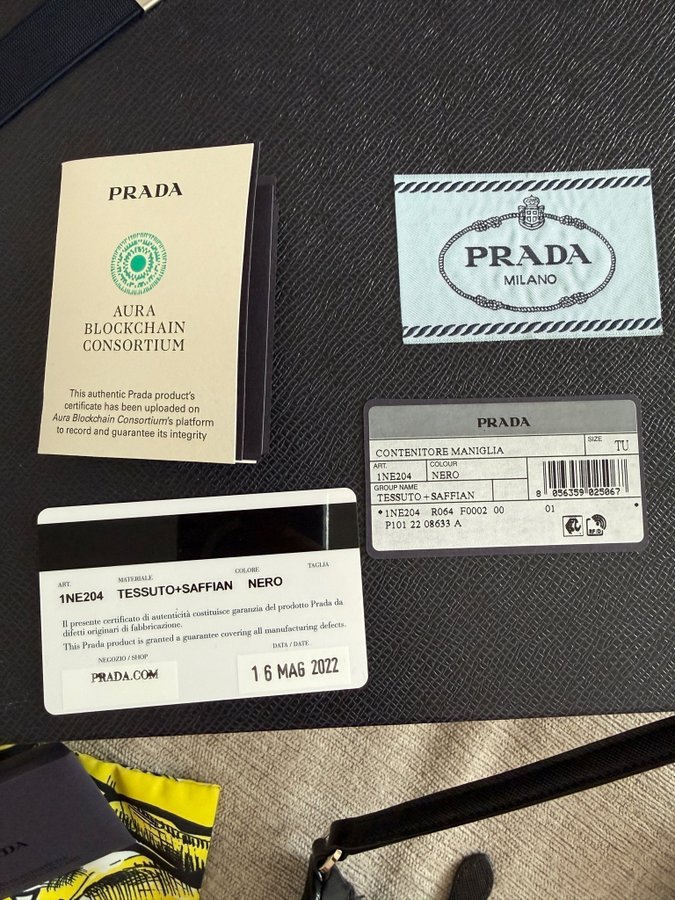 PRADA
AURA
BLOCKCHAIN
CONSORTIUM
This authentic Prada product's
certificate has been uploaded on
Aura Blockchain Consortium's platform
to record and guarantee its integrity
PRADA
MILANO
PRADA
CONTENITORE MANIGLIA
SIZE
TU
ART.
1NE204
COLOUR
NERO
GROUP NAME
TESSUTO+SAFFIAN
8 056359 025867
*1NE204 R064 F0002 00 01 *
P101 22 08633 A
RFID
ART.
1NE204
MATERIALE
TESSUTO+SAFFIAN
COLORE
NERO
TAGLIA
Il presente certificato di autenticità costituisce garanzia del prodotto Prada da
difetti originari di fabbricazione.
This Prada product is granted a guarantee covering all manufacturing defects.
NEGOZIO / SHOP
PRADA.COM
DATA / DATE
16 MAG 2022
DA